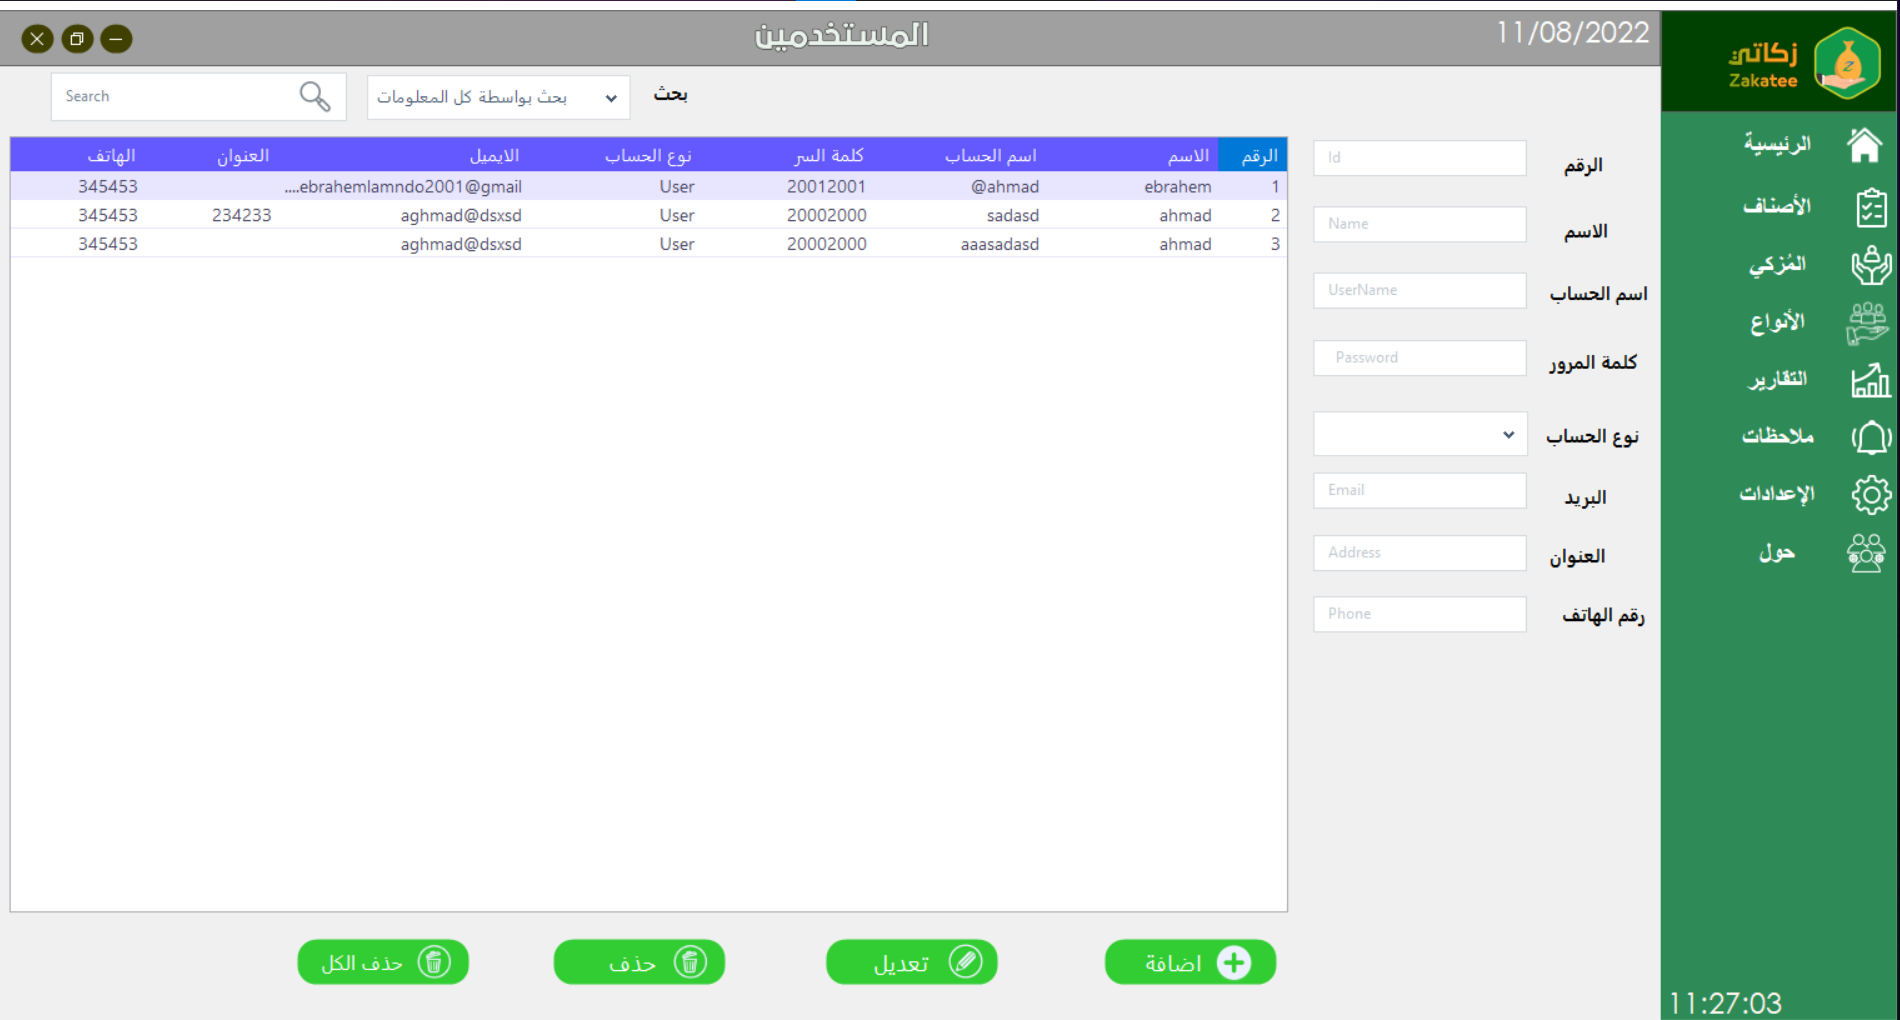 المستخدمين
11/08/2022
زكاتي
Zakatee
بحث
بحث بواسطة كل المعلومات
Search
الرقم الاسم اسم الحساب كلمة السر نوع الحساب الايميل العنوان الهاتف
1 ebrahem @ahmad 20012001 User ....ebrahemlamndo2001@gmail 345453
2 ahmad sadasd 20002000 User aghmad@dsxsd 234233 345453
3 ahmad aaasadasd 20002000 User aghmad@dsxsd 345453
الرقم Id
الاسم Name
اسم الحساب UserName
كلمة المرور Password
نوع الحساب
البريد Email
العنوان Address
رقم الهاتف Phone
الرئيسية
الأصناف
المُزكي
الأنواع
التقارير
ملاحظات
الإعدادات
حول
اضافة
تعديل
حذف
حذف الكل
11:27:03